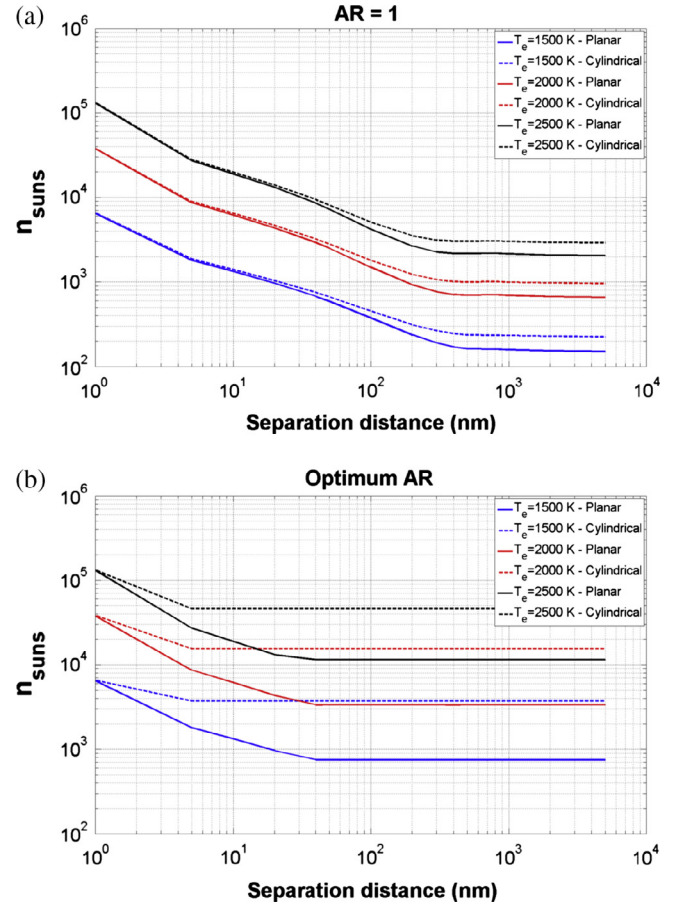 (a)
AR = 1
n_suns
10^6
10^5
10^4
10^3
10^2
T_e=1500 K - Planar
T_e=1500 K - Cylindrical
T_e=2000 K - Planar
T_e=2000 K - Cylindrical
T_e=2500 K - Planar
T_e=2500 K - Cylindrical
10^0 10^1 10^2 10^3 10^4
Separation distance (nm)
(b)
Optimum AR
n_suns
10^6
10^5
10^4
10^3
10^2
T_e=1500 K - Planar
T_e=1500 K - Cylindrical
T_e=2000 K - Planar
T_e=2000 K - Cylindrical
T_e=2500 K - Planar
T_e=2500 K - Cylindrical
10^0 10^1 10^2 10^3 10^4
Separation distance (nm)